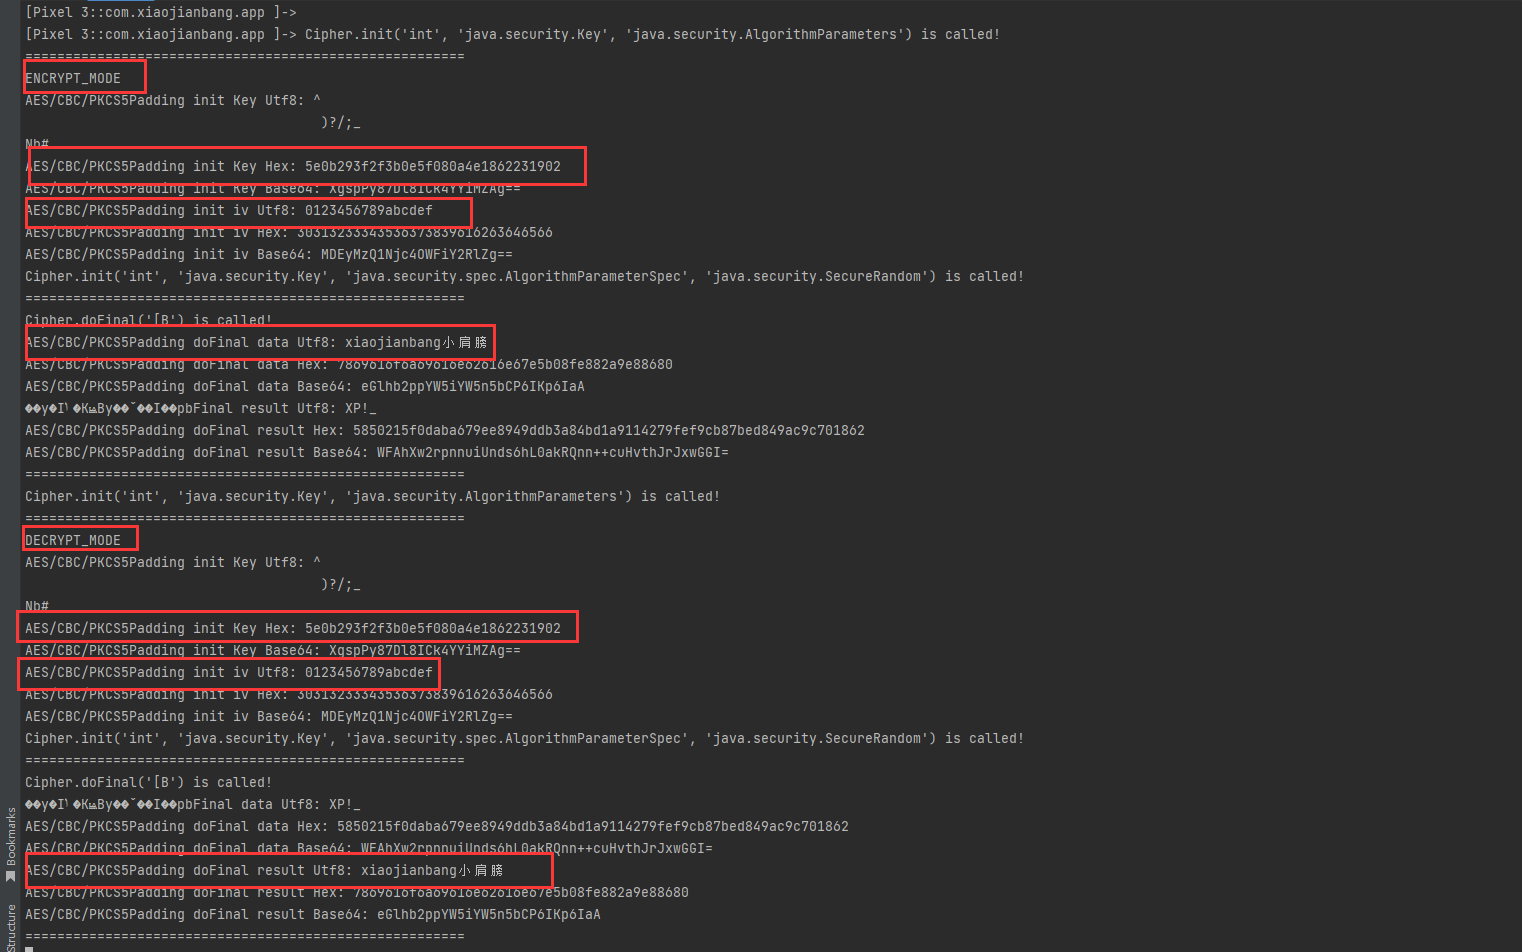 [Pixel 3::com.xiaojianbang.app ]->
[Pixel 3::com.xiaojianbang.app ]-> Cipher.init('int', 'java.security.Key', 'java.security.AlgorithmParameters') is called!
=======================================================
ENCRYPT_MODE
AES/CBC/PKCS5Padding init Key Utf8: ^
)?/;_
Nb#
AES/CBC/PKCS5Padding init Key Hex: 5e0b293f2f3b0e5f080a4e1862231902
AES/CBC/PKCS5Padding init Key Base64: XgspPy87Dl8ICk4YYiMZAg==
AES/CBC/PKCS5Padding init iv Utf8: 0123456789abcdef
AES/CBC/PKCS5Padding init iv Hex: 30313233343536373839616263646566
AES/CBC/PKCS5Padding init iv Base64: MDEyMzQ1Njc4OWFiY2RlZg==
Cipher.init('int', 'java.security.Key', 'java.security.spec.AlgorithmParameterSpec', 'java.security.SecureRandom') is called!
=======================================================
Cipher.doFinal('[B') is called!
AES/CBC/PKCS5Padding doFinal data Utf8: xiaojianbang小肩膀
AES/CBC/PKCS5Padding doFinal data Hex: 7869616f6a69616e62616e67e5b08fe882a9e88680
AES/CBC/PKCS5Padding doFinal data Base64: eGlhb2ppYW5iYW5n5bCP6IKp6IaA
Final result Utf8: XP!_
AES/CBC/PKCS5Padding doFinal result Hex: 5850215f0daba679ee8949ddb3a84bd1a9114279fef9cb87bed849ac9c701862
AES/CBC/PKCS5Padding doFinal result Base64: WFAhXw2rpnnuiUnds6hL0akRQnn++cuHvthJrJxwGGI=
=======================================================
Cipher.init('int', 'java.security.Key', 'java.security.AlgorithmParameters') is called!
=======================================================
DECRYPT_MODE
AES/CBC/PKCS5Padding init Key Utf8: ^
)?/;_
Nb#
AES/CBC/PKCS5Padding init Key Hex: 5e0b293f2f3b0e5f080a4e1862231902
AES/CBC/PKCS5Padding init Key Base64: XgspPy87Dl8ICk4YYiMZAg==
AES/CBC/PKCS5Padding init iv Utf8: 0123456789abcdef
AES/CBC/PKCS5Padding init iv Hex: 30313233343536373839616263646566
AES/CBC/PKCS5Padding init iv Base64: MDEyMzQ1Njc4OWFiY2RlZg==
Cipher.init('int', 'java.security.Key', 'java.security.spec.AlgorithmParameterSpec', 'java.security.SecureRandom') is called!
=======================================================
Cipher.doFinal('[B') is called!
Final data Utf8: XP!_
AES/CBC/PKCS5Padding doFinal data Hex: 5850215f0daba679ee8949ddb3a84bd1a9114279fef9cb87bed849ac9c701862
AES/CBC/PKCS5Padding doFinal data Base64: WFAhXw2rpnnuiUnds6hL0akRQnn++cuHvthJrJxwGGI=
AES/CBC/PKCS5Padding doFinal result Utf8: xiaojianbang小肩膀
AES/CBC/PKCS5Padding doFinal result Hex: 7869616f6a69616e62616e67e5b08fe882a9e88680
AES/CBC/PKCS5Padding doFinal result Base64: eGlhb2ppYW5iYW5n5bCP6IKp6IaA
=======================================================
Bookmarks
Structure